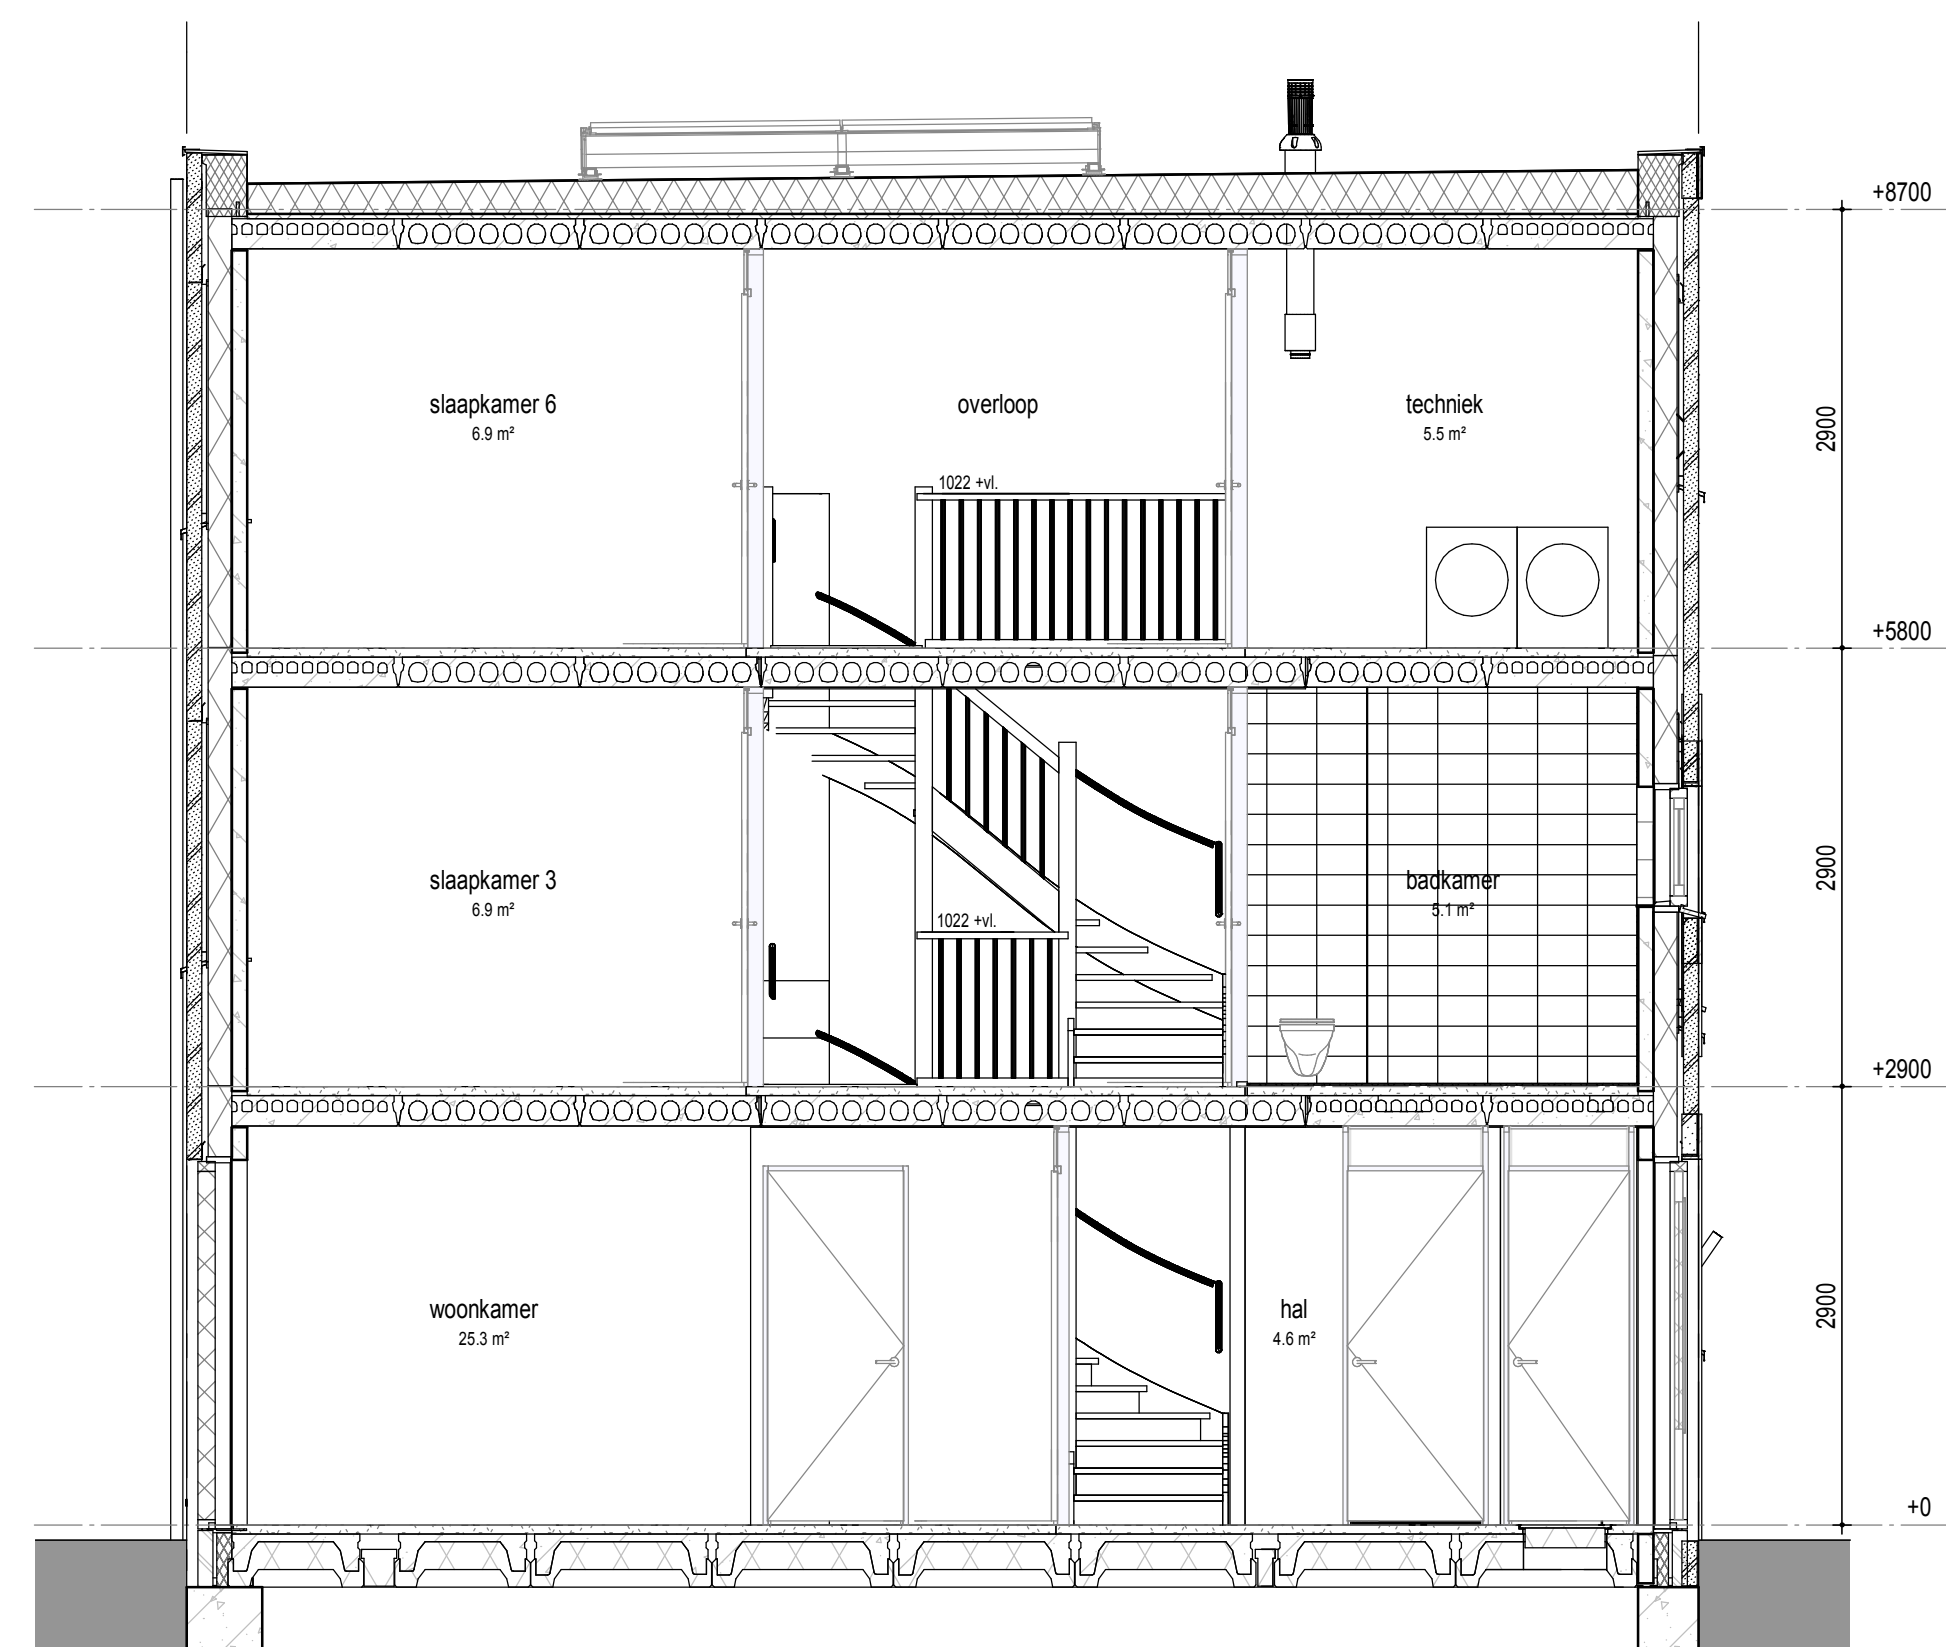 +8700
2900
slaapkamer 6
6.9 m²
overloop
techniek
5.5 m²
1022 +vl.
+5800
2900
slaapkamer 3
6.9 m²
badkamer
5.1 m²
1022 +vl.
+2900
2900
woonkamer
25.3 m²
hal
4.6 m²
+0